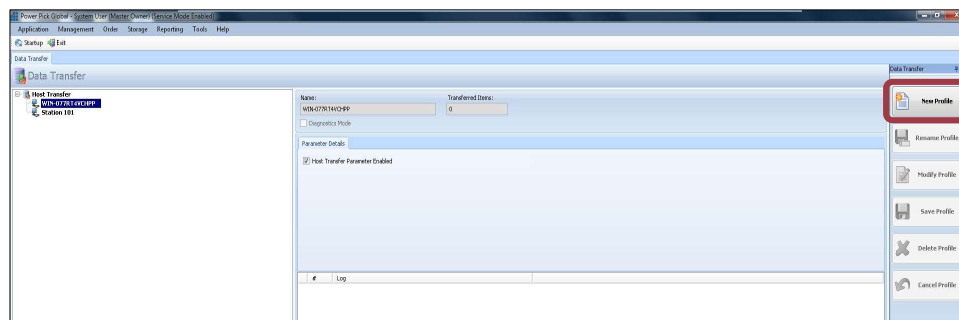 Power Pick Global - System User (Master Owner) (Service Mode Enabled)
Application Management Order Storage Reporting Tools Help
Startup Exit
Data Transfer
Data Transfer
Data Transfer
Host Transfer
WIN-077RT4VCHPP
Station 101
Name: Transferred Items:
WIN-077RT4VCHPP 0
Diagnostics Mode
Parameter Details
Host Transfer Parameter Enabled
# Log
New Profile
Rename Profile
Modify Profile
Save Profile
Delete Profile
Cancel Profile